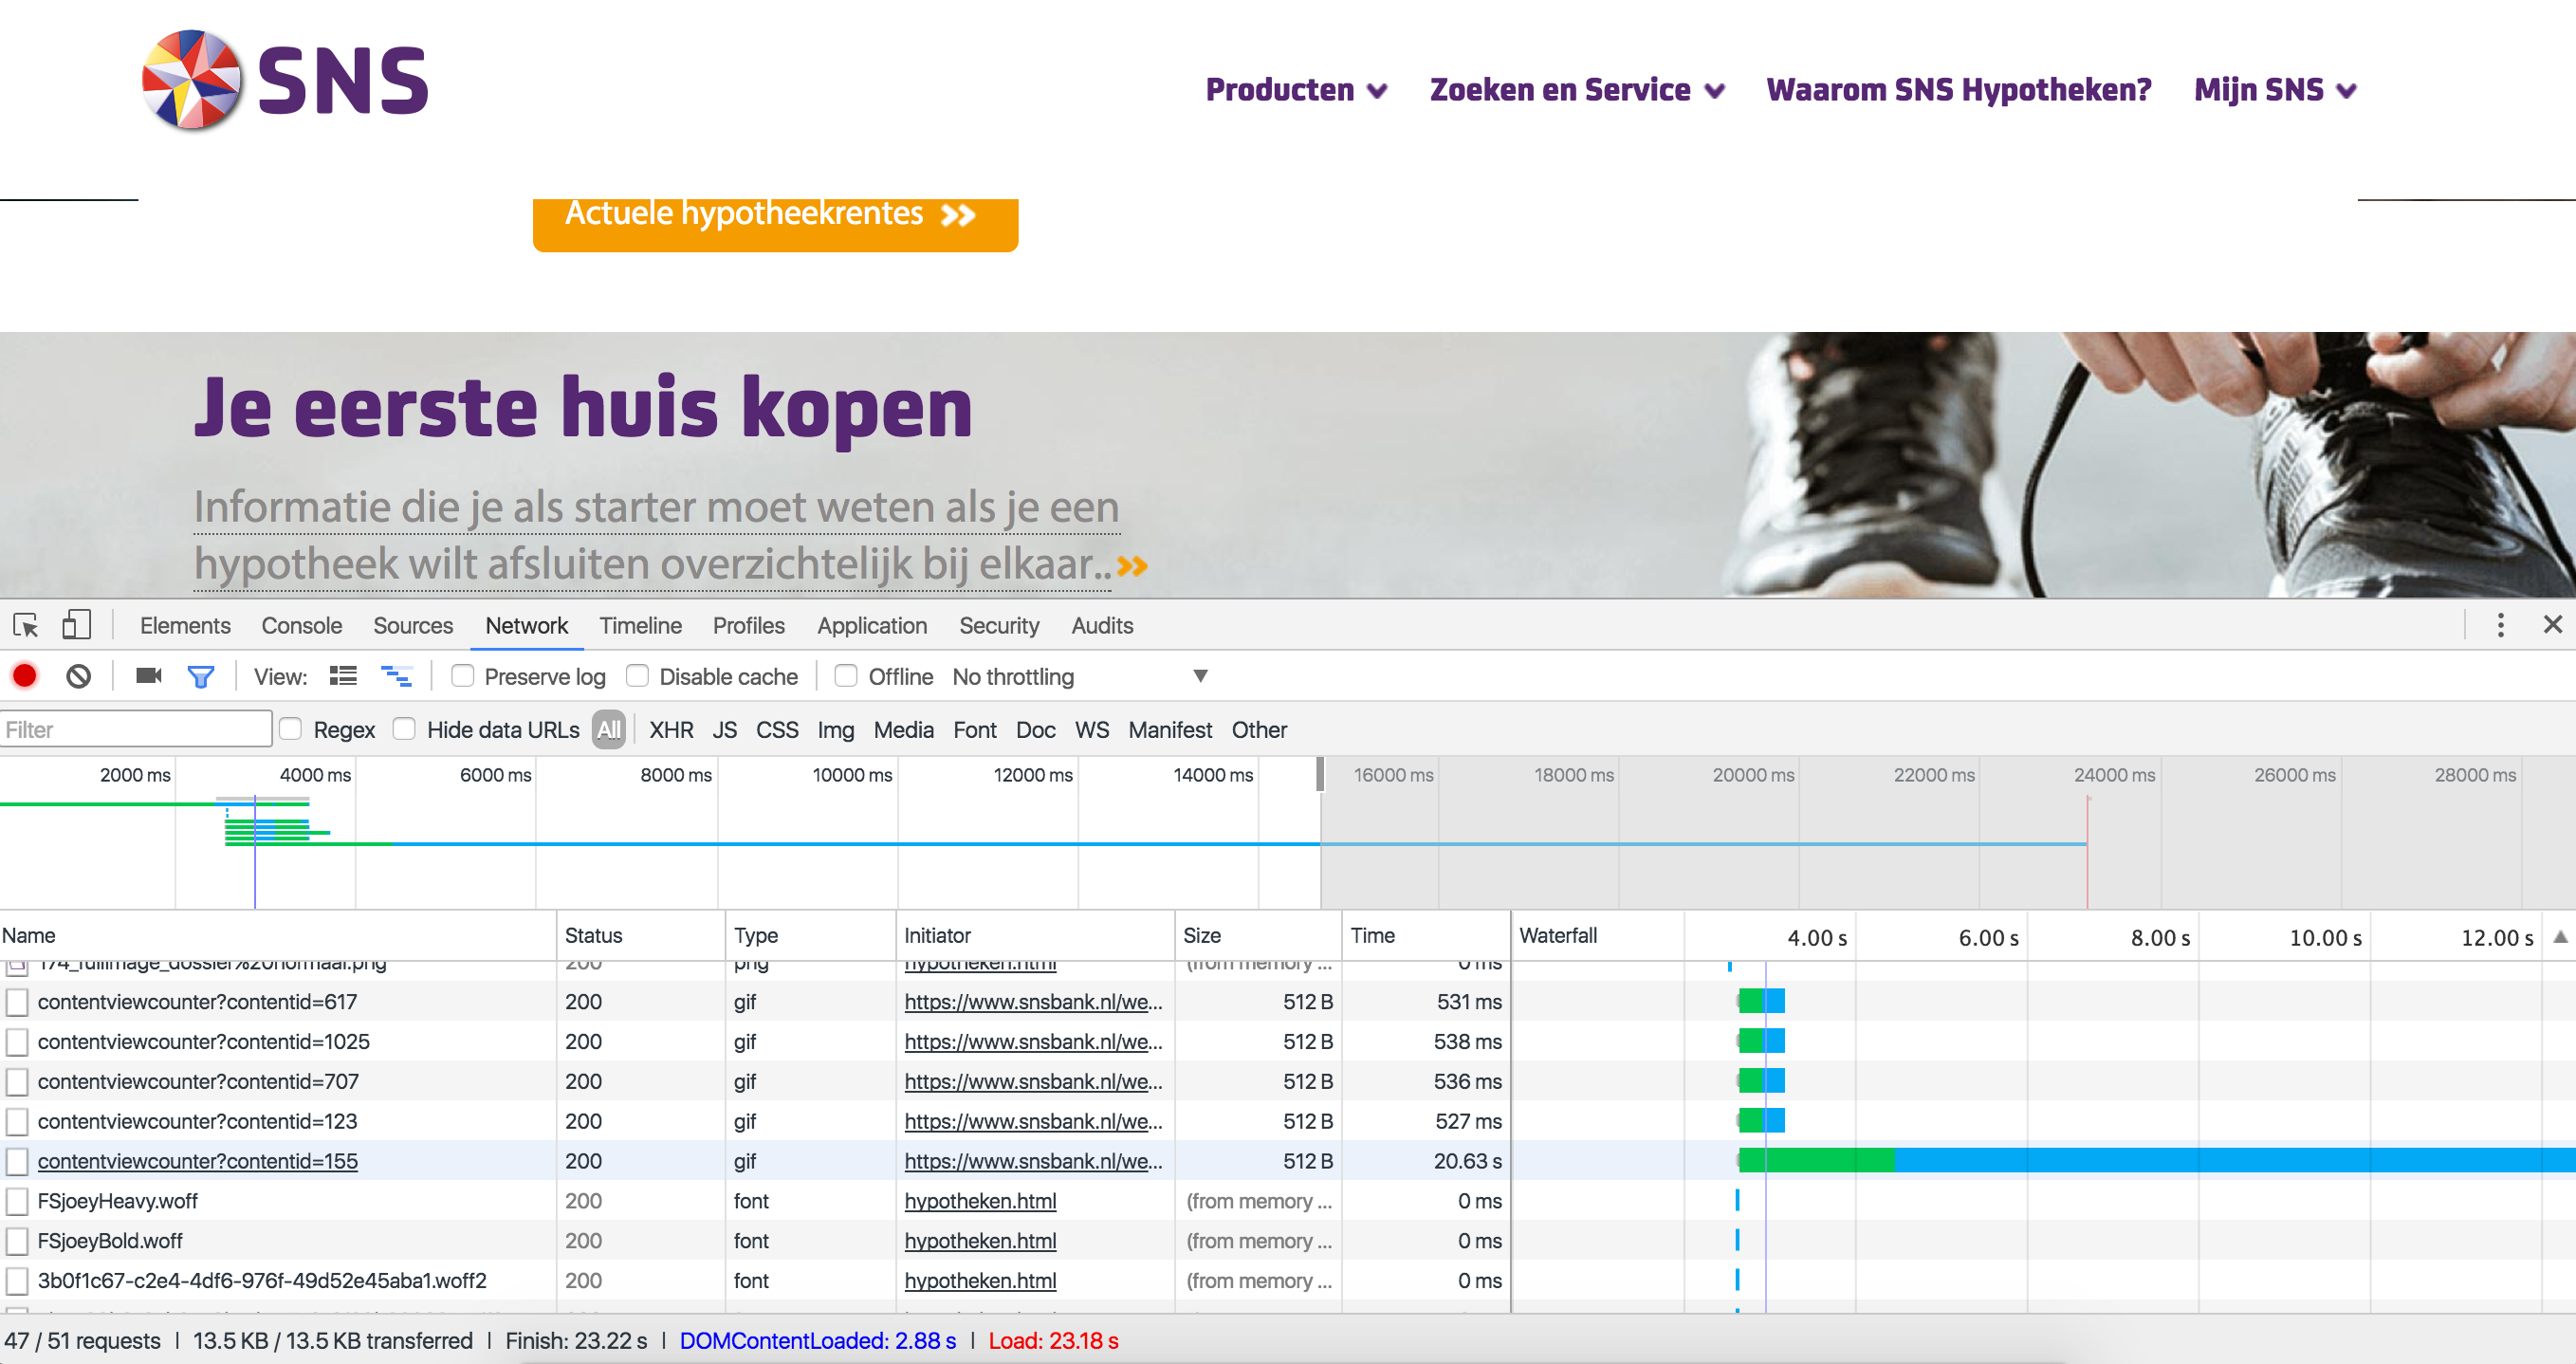 SNS
Producten Zoeken en Service Waarom SNS Hypotheken? Mijn SNS
Actuele hypotheekrentes
Je eerste huis kopen
Informatie die je als starter moet weten als je een
hypotheek wilt afsluiten overzichtelijk bij elkaar..
Elements Console Sources Network Timeline Profiles Application Security Audits
View: Preserve log Disable cache Offline No throttling
Filter Regex Hide data URLs All XHR JS CSS Img Media Font Doc WS Manifest Other
2000 ms 4000 ms 6000 ms 8000 ms 10000 ms 12000 ms 14000 ms 16000 ms 18000 ms 20000 ms 22000 ms 24000 ms 26000 ms 28000 ms
Name Status Type Initiator Size Time Waterfall 4.00 s 6.00 s 8.00 s 10.00 s 12.00 s
174_fullimage_dossier%20normaal.png 200 png hypotheken.html (from memory ... 0 ms
contentviewcounter?contentid=617 200 gif https://www.snsbank.nl/we... 512 B 531 ms
contentviewcounter?contentid=1025 200 gif https://www.snsbank.nl/we... 512 B 538 ms
contentviewcounter?contentid=707 200 gif https://www.snsbank.nl/we... 512 B 536 ms
contentviewcounter?contentid=123 200 gif https://www.snsbank.nl/we... 512 B 527 ms
contentviewcounter?contentid=155 200 gif https://www.snsbank.nl/we... 512 B 20.63 s
FSjoeyHeavy.woff 200 font hypotheken.html (from memory ... 0 ms
FSjoeyBold.woff 200 font hypotheken.html (from memory ... 0 ms
3b0f1c67-c2e4-4df6-976f-49d52e45aba1.woff2 200 font hypotheken.html (from memory ... 0 ms
47 / 51 requests | 13.5 KB / 13.5 KB transferred | Finish: 23.22 s | DOMContentLoaded: 2.88 s | Load: 23.18 s